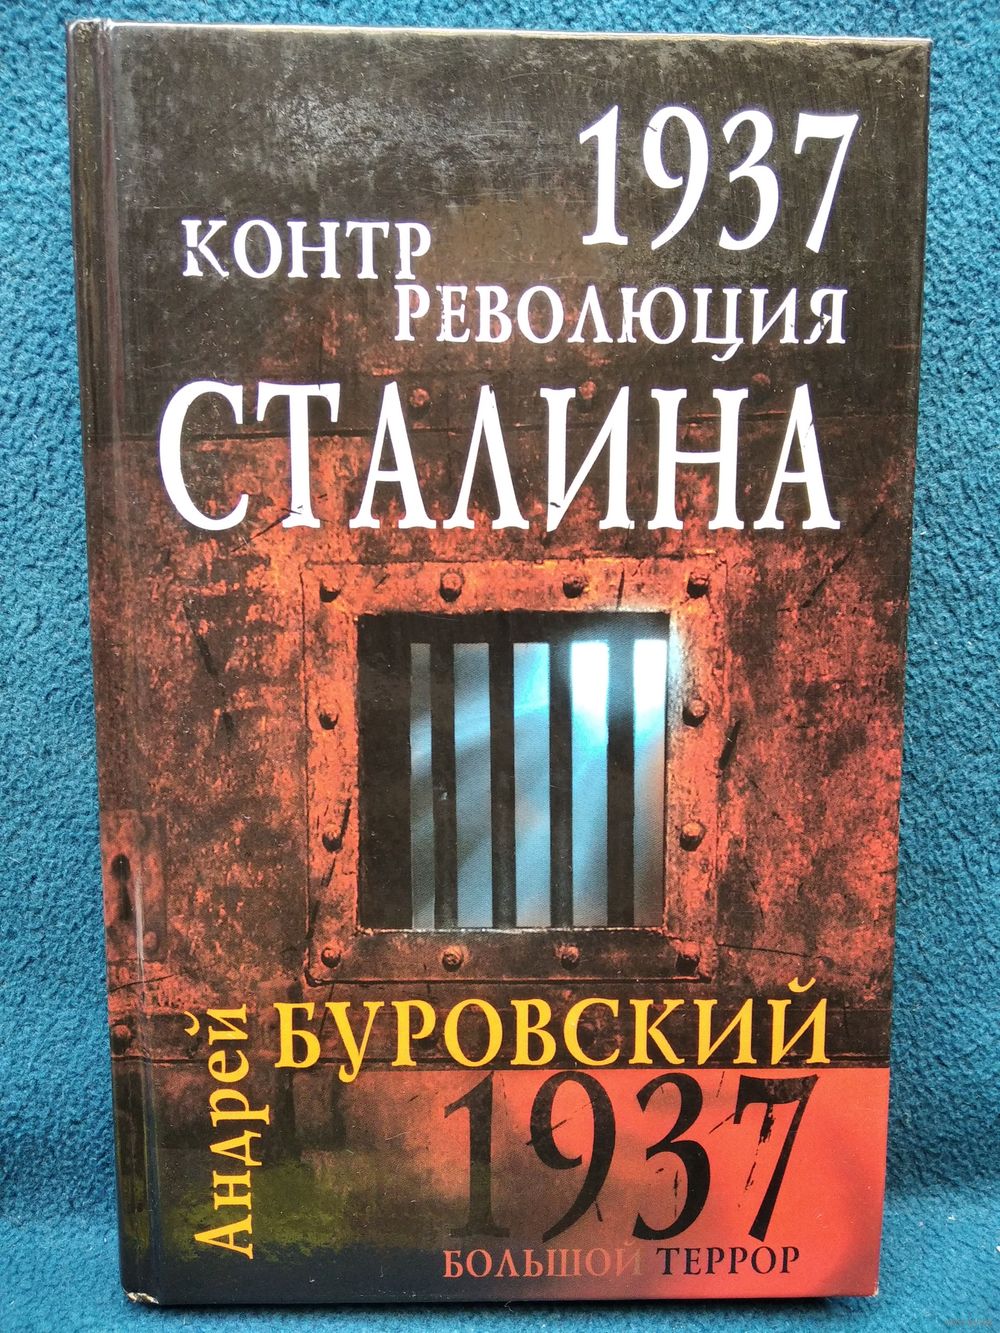 1937
КОНТР
РЕВОЛЮЦИЯ
СТАЛИНА
Андрей
БУРОВСКИЙ
1937
БОЛЬШОЙ ТЕРРОР